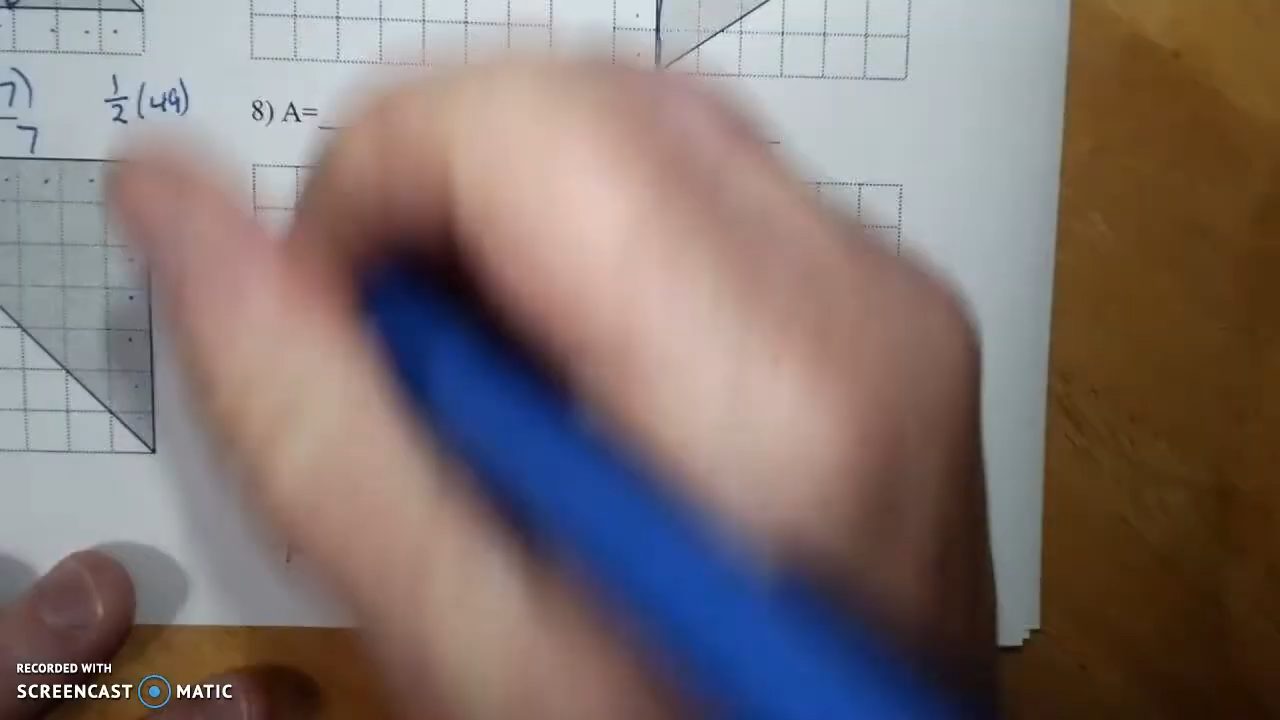 7) 1/2 (49)
7
8) A=
RECORDED WITH
SCREENCAST MATIC